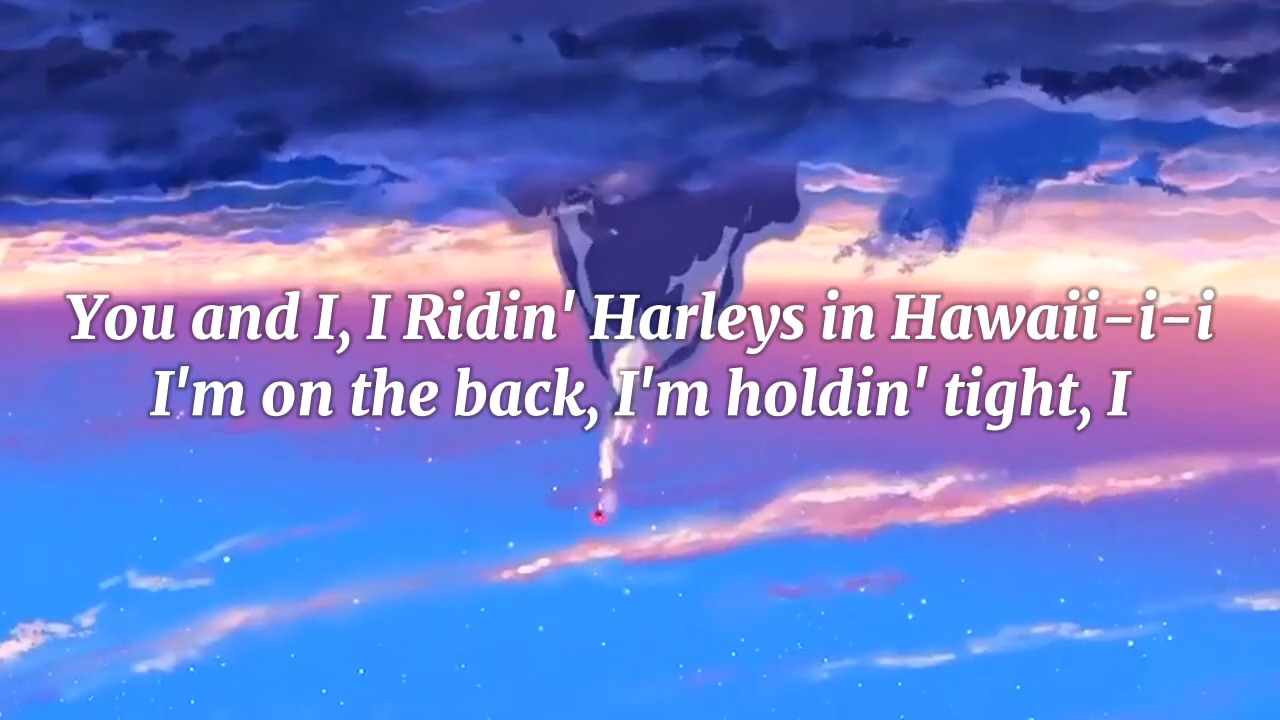 You and I, I Ridin' Harleys in Hawaii-i-i
I'm on the back, I'm holdin' tight, I